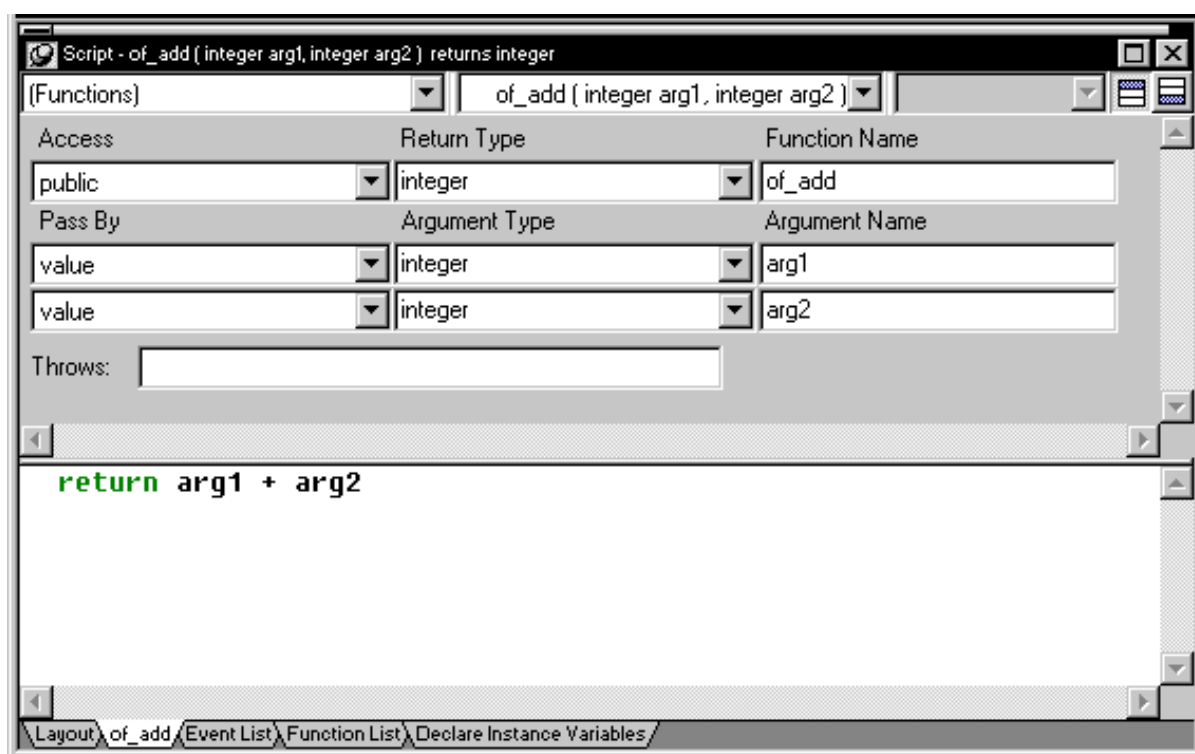 Script - of_add ( integer arg1, integer arg2 )  returns integer
(Functions) of_add ( integer arg1, integer arg2 )
Access Return Type Function Name
public integer of_add
Pass By Argument Type Argument Name
value integer arg1
value integer arg2
Throws:
return arg1 + arg2
Layout of_add Event List Function List Declare Instance Variables